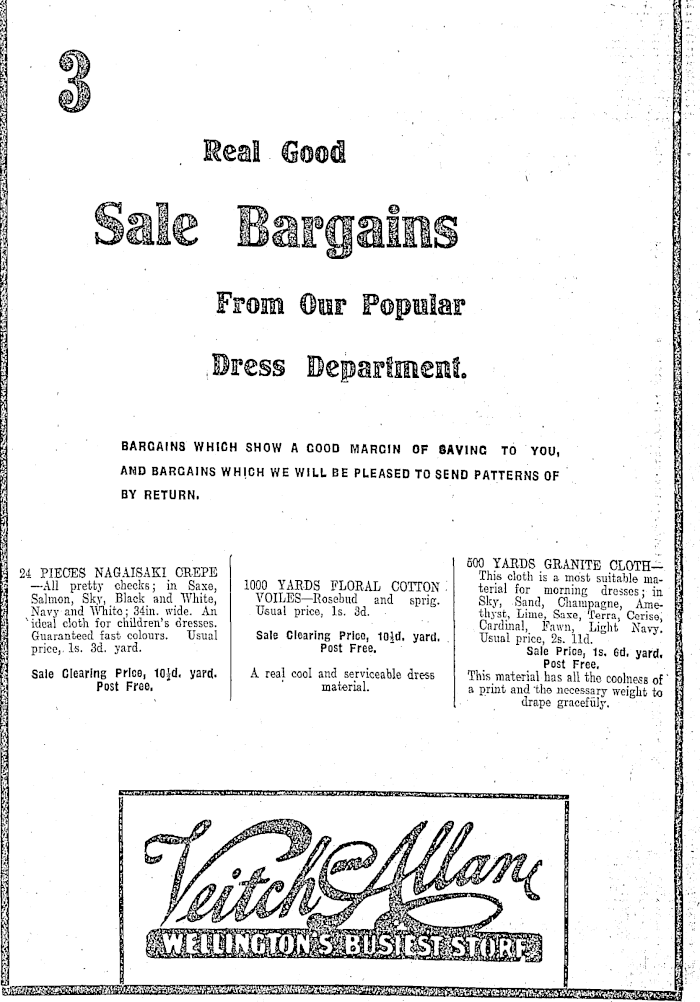 3
Real Good
Sale Bargains
From Our Popular
Dress Department.
BARGAINS WHICH SHOW A GOOD MARGIN OF SAVING TO YOU,
AND BARGAINS WHICH WE WILL BE PLEASED TO SEND PATTERNS OF
BY RETURN.
24 PIECES NAGAISAKI CREPE
—All pretty checks; in Saxe,
Salmon, Sky, Black and White,
Navy and White; 34in. wide. An
ideal cloth for children's dresses.
Guaranteed fast colours. Usual
price, 1s. 3d. yard.
Sale Clearing Price, 10½d. yard.
Post Free.
1000 YARDS FLORAL COTTON
VOILES—Rosebud and sprig.
Usual price, 1s. 3d.
Sale Clearing Price, 10½d. yard.
Post Free.
A real cool and serviceable dress
material.
500 YARDS GRANITE CLOTH—
This cloth is a most suitable ma-
terial for morning dresses; in
Sky, Sand, Champagne, Ame-
thyst, Lime, Saxe, Terra, Cerise,
Cardinal, Fawn, Light Navy.
Usual price, 2s. 11d.
Sale Price, 1s. 6d. yard.
Post Free.
This material has all the coolness of
a print and the necessary weight to
drape gracefuly.
Veitch and Allan
WELLINGTON'S BUSIEST STORE